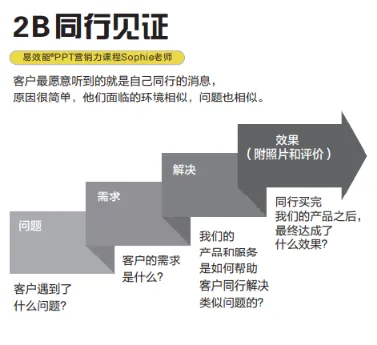 2B同行见证
易效能®PPT营销力课程Sophie老师
客户最愿意听到的就是自己同行的消息，
原因很简单，他们面临的环境相似，问题也相似。
问题
客户遇到了
什么问题?
需求
客户的需求
是什么?
解决
我们的
产品和服务
是如何帮助
客户同行解决
类似问题的?
效果
（附照片和评价）
同行买完
我们的产品之后，
最终达成了
什么效果?